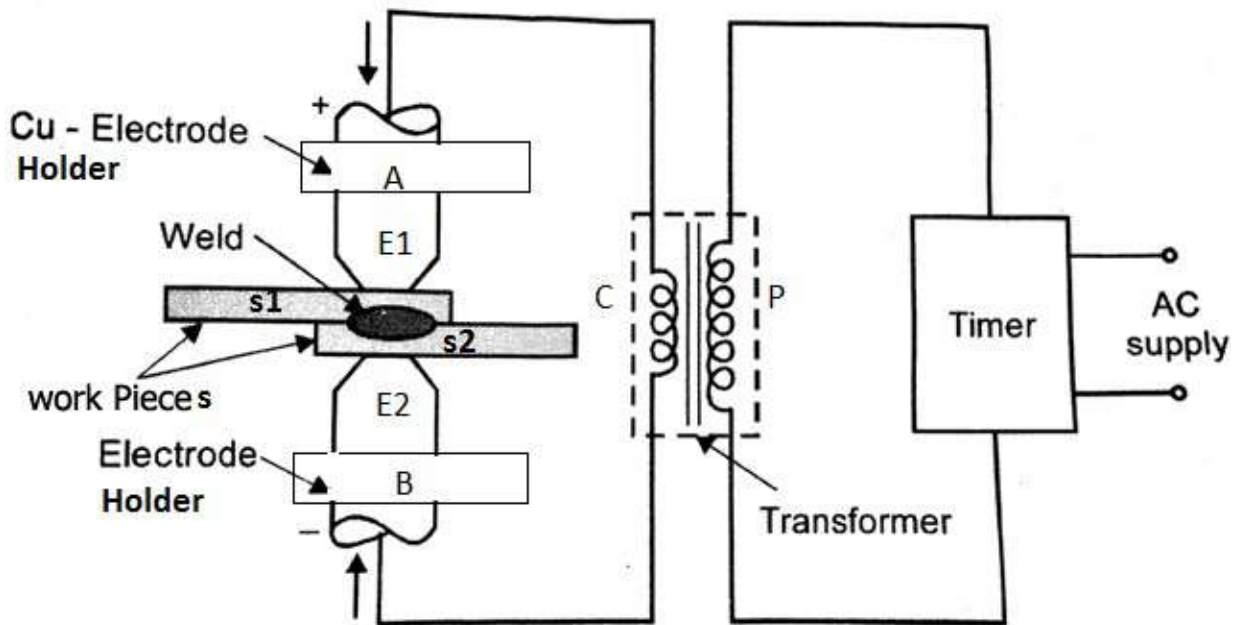 +
Cu - Electrode
Holder
A
Weld
E1
s1
s2
work Pieces
E2
Electrode
Holder
B
–
C
P
Transformer
Timer
AC
supply